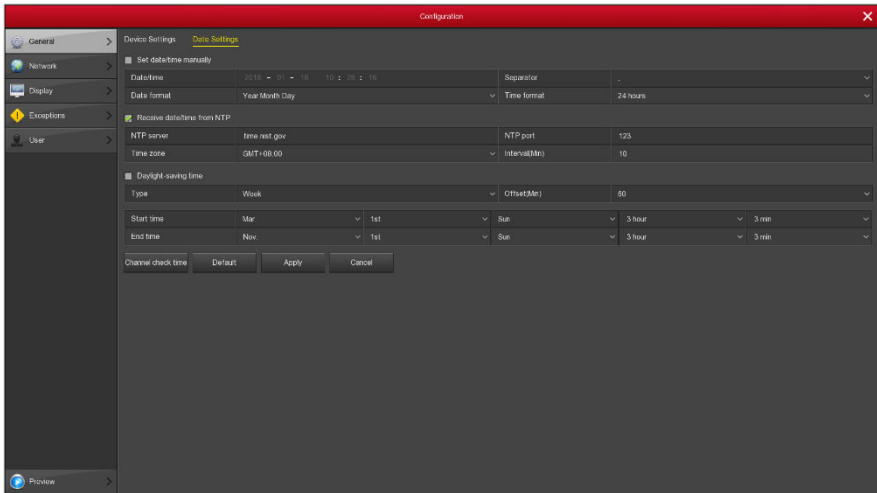 Configuration
General
Device Settings Date Settings
Set date/time manually
Network
Date/time 2018 - 01 - 18 10 : 28 : 16 Separator -
Display
Date format Year Month Day Time format 24 hours
Exceptions
Receive date/time from NTP
User
NTP server time.nist.gov NTP port 123
Time zone GMT+08:00 Interval(Min) 10
Daylight-saving time
Type Week Offset(Min) 60
Start time Mar. 1st Sun 3 hour 3 min
End time Nov. 1st Sun 3 hour 3 min
Channel check time Default Apply Cancel
Preview